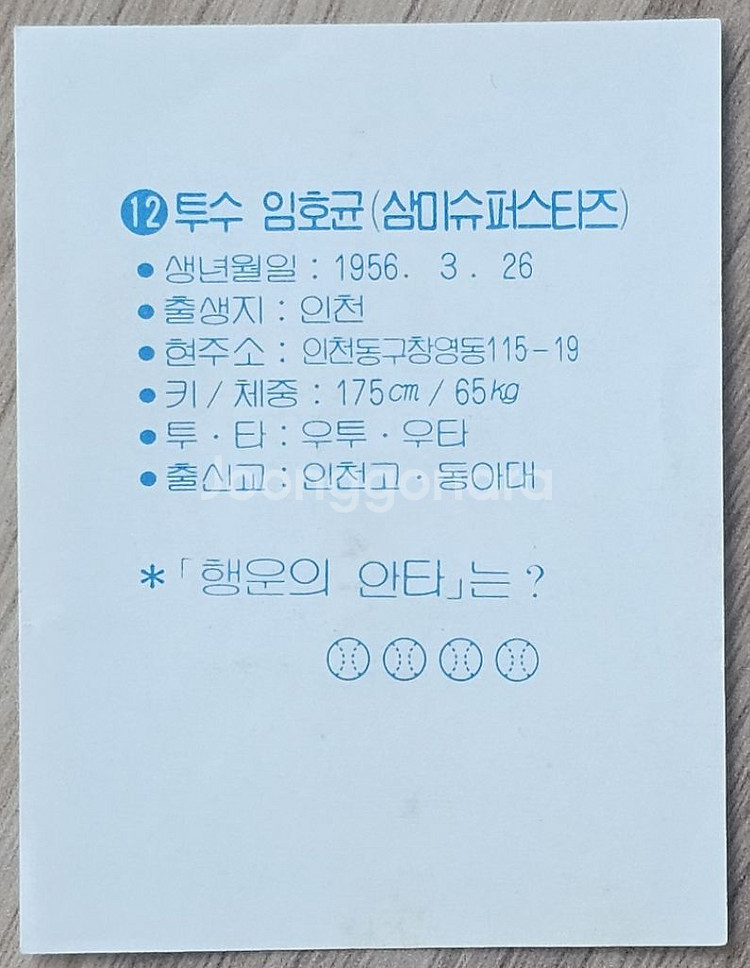 ⓬ 투수 임호균(삼미슈퍼스타즈)
● 생년월일 : 1956. 3. 26
● 출생지 : 인천
● 현주소 : 인천동구창영동115-19
● 키 / 체중 : 175cm / 65kg
● 투 · 타 : 우투 · 우타
● 출신교 : 인천고 · 동아대
Joonggonara
*「행운의 안타」는 ?